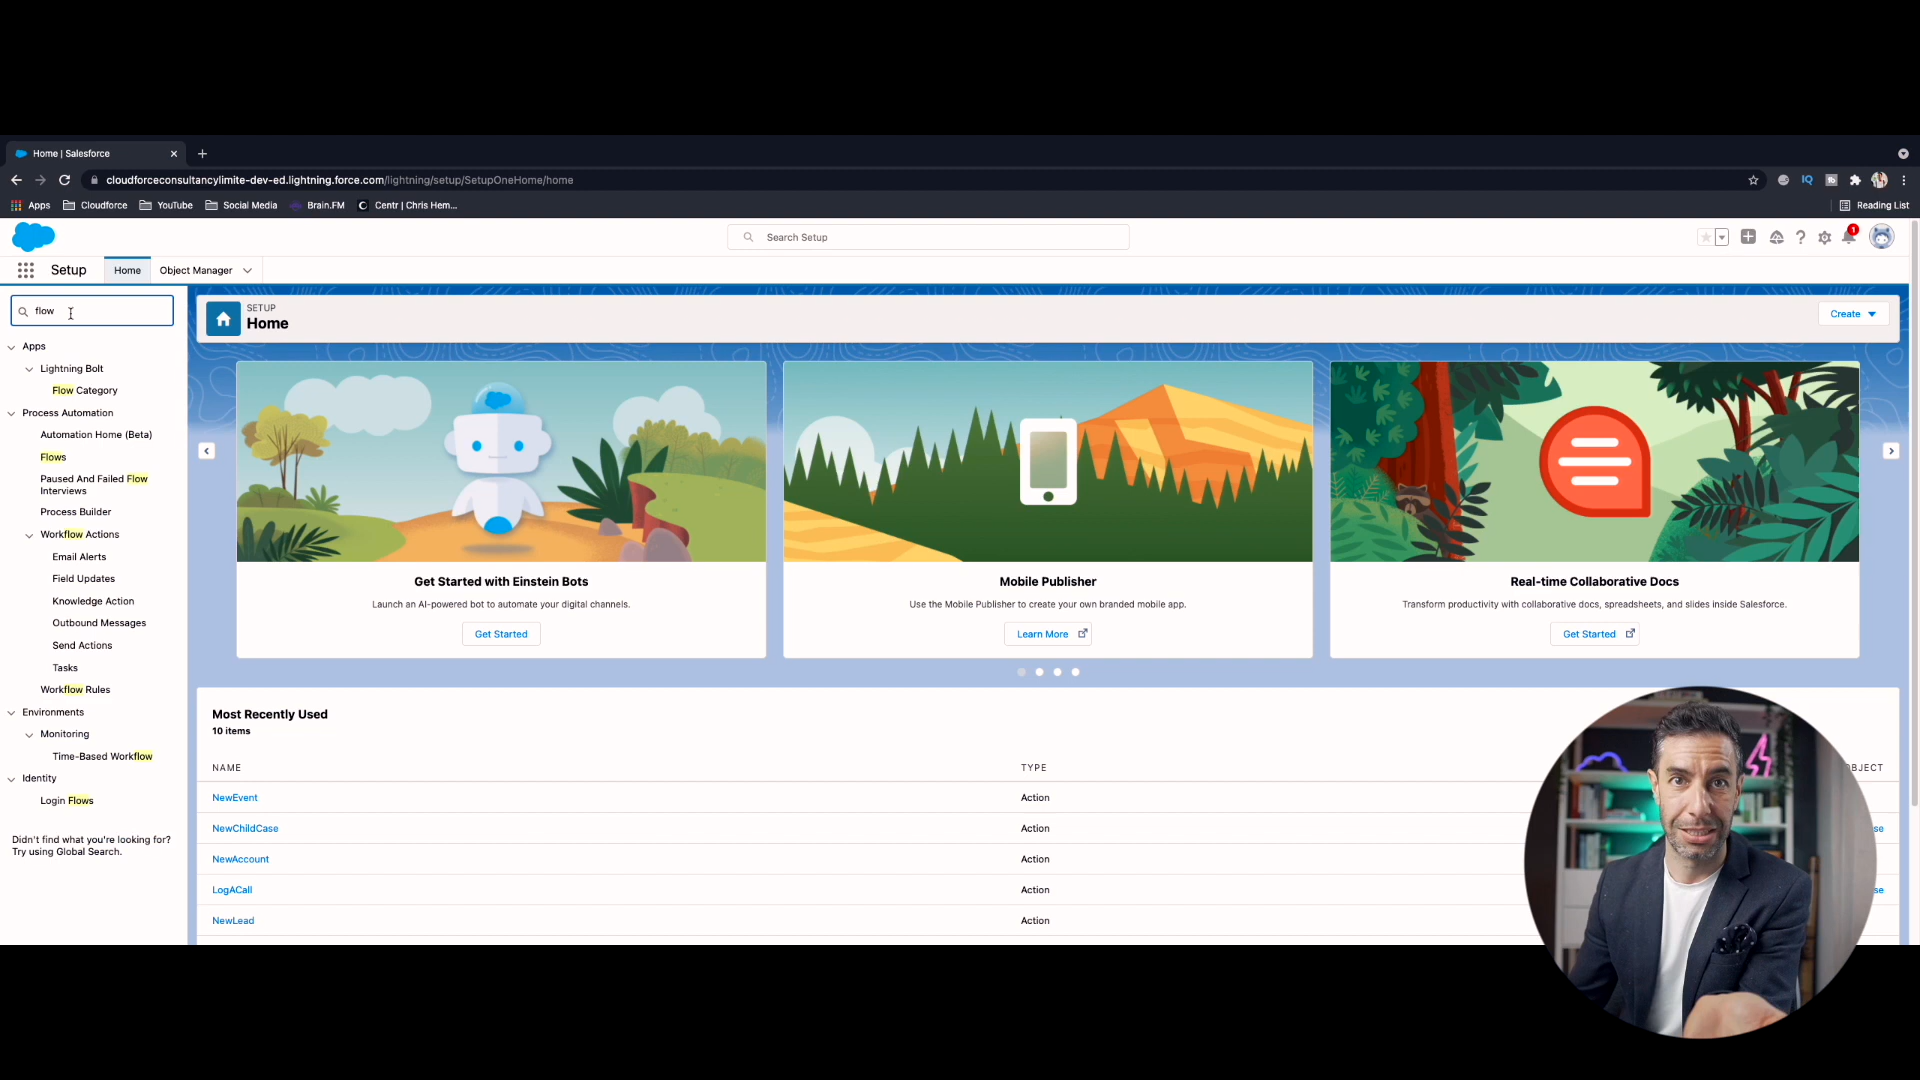 Home | Salesforce
cloudforceconsultancylimite-dev-ed.lightning.force.com/lightning/setup/SetupOneHome/home
Apps Cloudforce YouTube Social Media Brain.FM Centr | Chris Hem...
Reading List
Search Setup
1
Setup Home Object Manager
flow
Apps
Lightning Bolt
Flow Category
Process Automation
Automation Home (Beta)
Flows
Paused And Failed Flow
Interviews
Process Builder
Workflow Actions
Email Alerts
Field Updates
Knowledge Action
Outbound Messages
Send Actions
Tasks
Workflow Rules
Environments
Monitoring
Time-Based Workflow
Identity
Login Flows
Didn't find what you're looking for?
Try using Global Search.
SETUP
Home
Create
Get Started with Einstein Bots
Launch an AI-powered bot to automate your digital channels.
Get Started
Mobile Publisher
Use the Mobile Publisher to create your own branded mobile app.
Learn More
Real-time Collaborative Docs
Transform productivity with collaborative docs, spreadsheets, and slides inside Salesforce.
Get Started
Most Recently Used
10 items
NAME TYPE OBJECT
NewEvent Action
NewChildCase Action se
NewAccount Action
LogACall Action se
NewLead Action